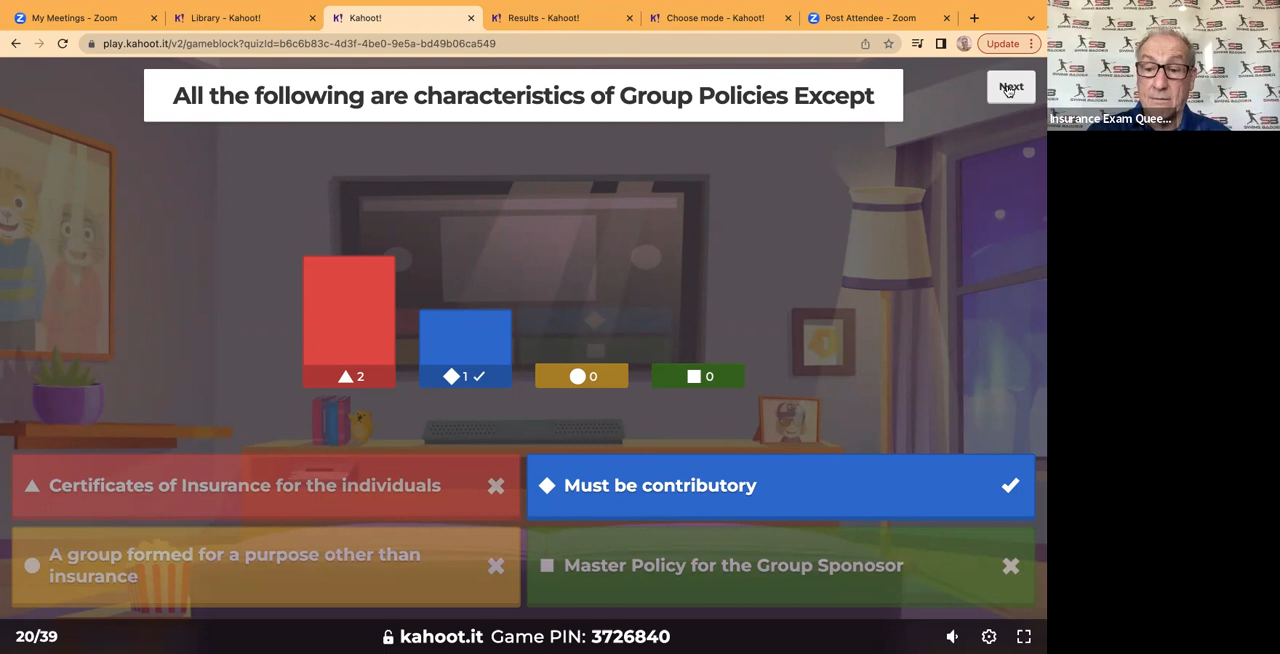 My Meetings - Zoom
Library - Kahoot!
Kahoot!
Results - Kahoot!
Choose mode - Kahoot!
Post Attendee - Zoom
play.kahoot.it/v2/gameblock?quizId=b6c6b83c-4d3f-4be0-9e5a-bd49b06ca549
Update
All the following are characteristics of Group Policies Except
Next
Insurance Exam Quee...
2
1
0
0
Certificates of Insurance for the individuals
Must be contributory
A group formed for a purpose other than
insurance
Master Policy for the Group Sponosor
20/39
kahoot.it Game PIN: 3726840